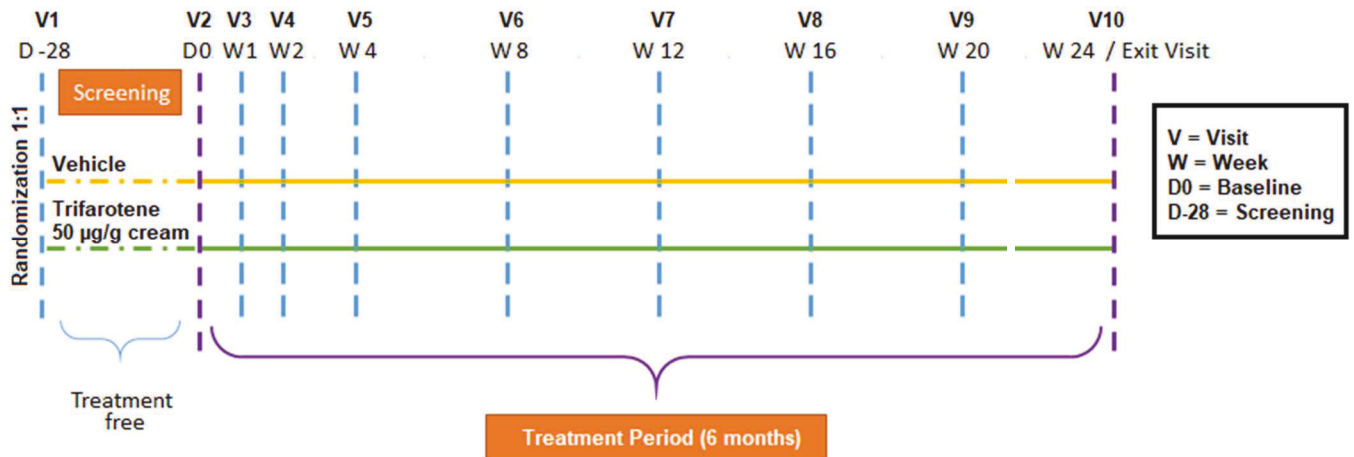 V1 V2 V3 V4 V5 V6 V7 V8 V9 V10
D -28 D0 W1 W2 W 4 W 8 W 12 W 16 W 20 W 24 / Exit Visit
Screening
Randomization 1:1
Vehicle
Trifarotene
50 µg/g cream
V = Visit
W = Week
D0 = Baseline
D-28 = Screening
Treatment
free
Treatment Period (6 months)